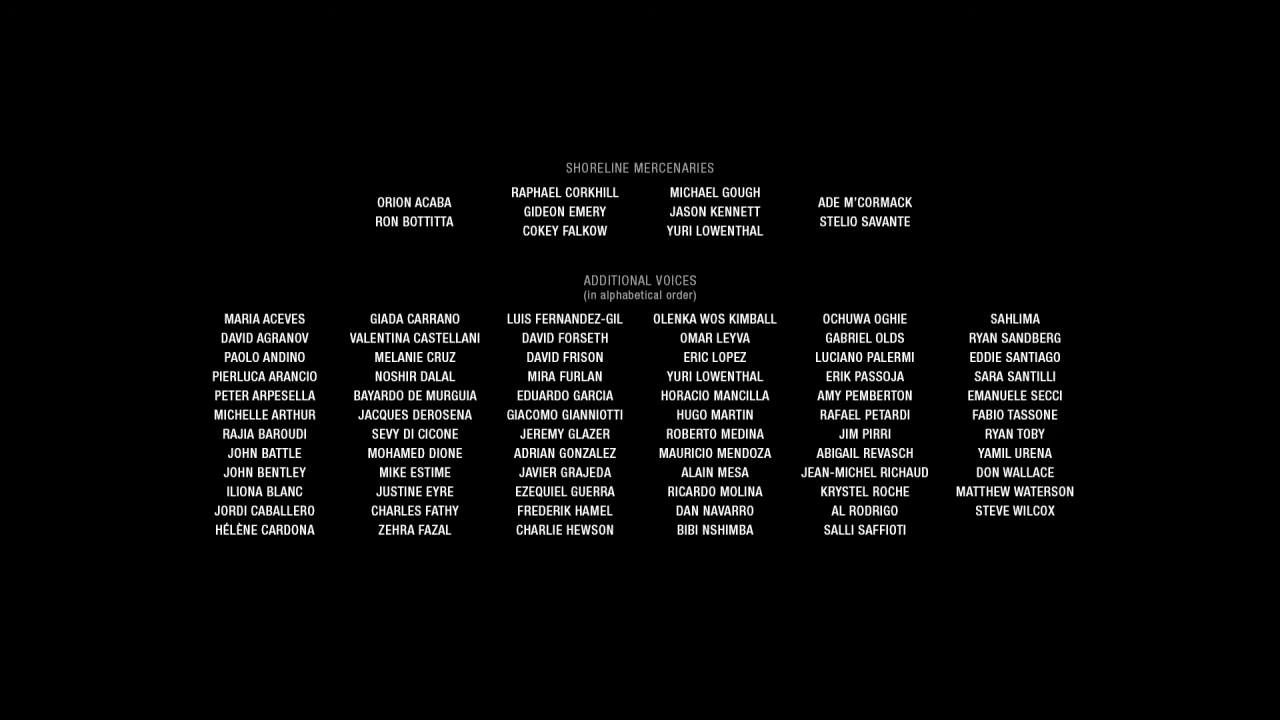 SHORELINE MERCENARIES
ORION ACABA
RON BOTTITTA
RAPHAEL CORKHILL
GIDEON EMERY
COKEY FALKOW
MICHAEL GOUGH
JASON KENNETT
YURI LOWENTHAL
ADE M'CORMACK
STELIO SAVANTE
ADDITIONAL VOICES
(in alphabetical order)
MARIA ACEVES
DAVID AGRANOV
PAOLO ANDINO
PIERLUCA ARANCIO
PETER ARPESELLA
MICHELLE ARTHUR
RAJIA BAROUDI
JOHN BATTLE
JOHN BENTLEY
ILIONA BLANC
JORDI CABALLERO
HÉLÈNE CARDONA
GIADA CARRANO
VALENTINA CASTELLANI
MELANIE CRUZ
NOSHIR DALAL
BAYARDO DE MURGUIA
JACQUES DEROSENA
SEVY DI CICONE
MOHAMED DIONE
MIKE ESTIME
JUSTINE EYRE
CHARLES FATHY
ZEHRA FAZAL
LUIS FERNANDEZ-GIL
DAVID FORSETH
DAVID FRISON
MIRA FURLAN
EDUARDO GARCIA
GIACOMO GIANNIOTTI
JEREMY GLAZER
ADRIAN GONZALEZ
JAVIER GRAJEDA
EZEQUIEL GUERRA
FREDERIK HAMEL
CHARLIE HEWSON
OLENKA WOS KIMBALL
OMAR LEYVA
ERIC LOPEZ
YURI LOWENTHAL
HORACIO MANCILLA
HUGO MARTIN
ROBERTO MEDINA
MAURICIO MENDOZA
ALAIN MESA
RICARDO MOLINA
DAN NAVARRO
BIBI NSHIMBA
OCHUWA OGHIE
GABRIEL OLDS
LUCIANO PALERMI
ERIK PASSOJA
AMY PEMBERTON
RAFAEL PETARDI
JIM PIRRI
ABIGAIL REVASCH
JEAN-MICHEL RICHAUD
KRYSTEL ROCHE
AL RODRIGO
SALLI SAFFIOTI
SAHLIMA
RYAN SANDBERG
EDDIE SANTIAGO
SARA SANTILLI
EMANUELE SECCI
FABIO TASSONE
RYAN TOBY
YAMIL URENA
DON WALLACE
MATTHEW WATERSON
STEVE WILCOX